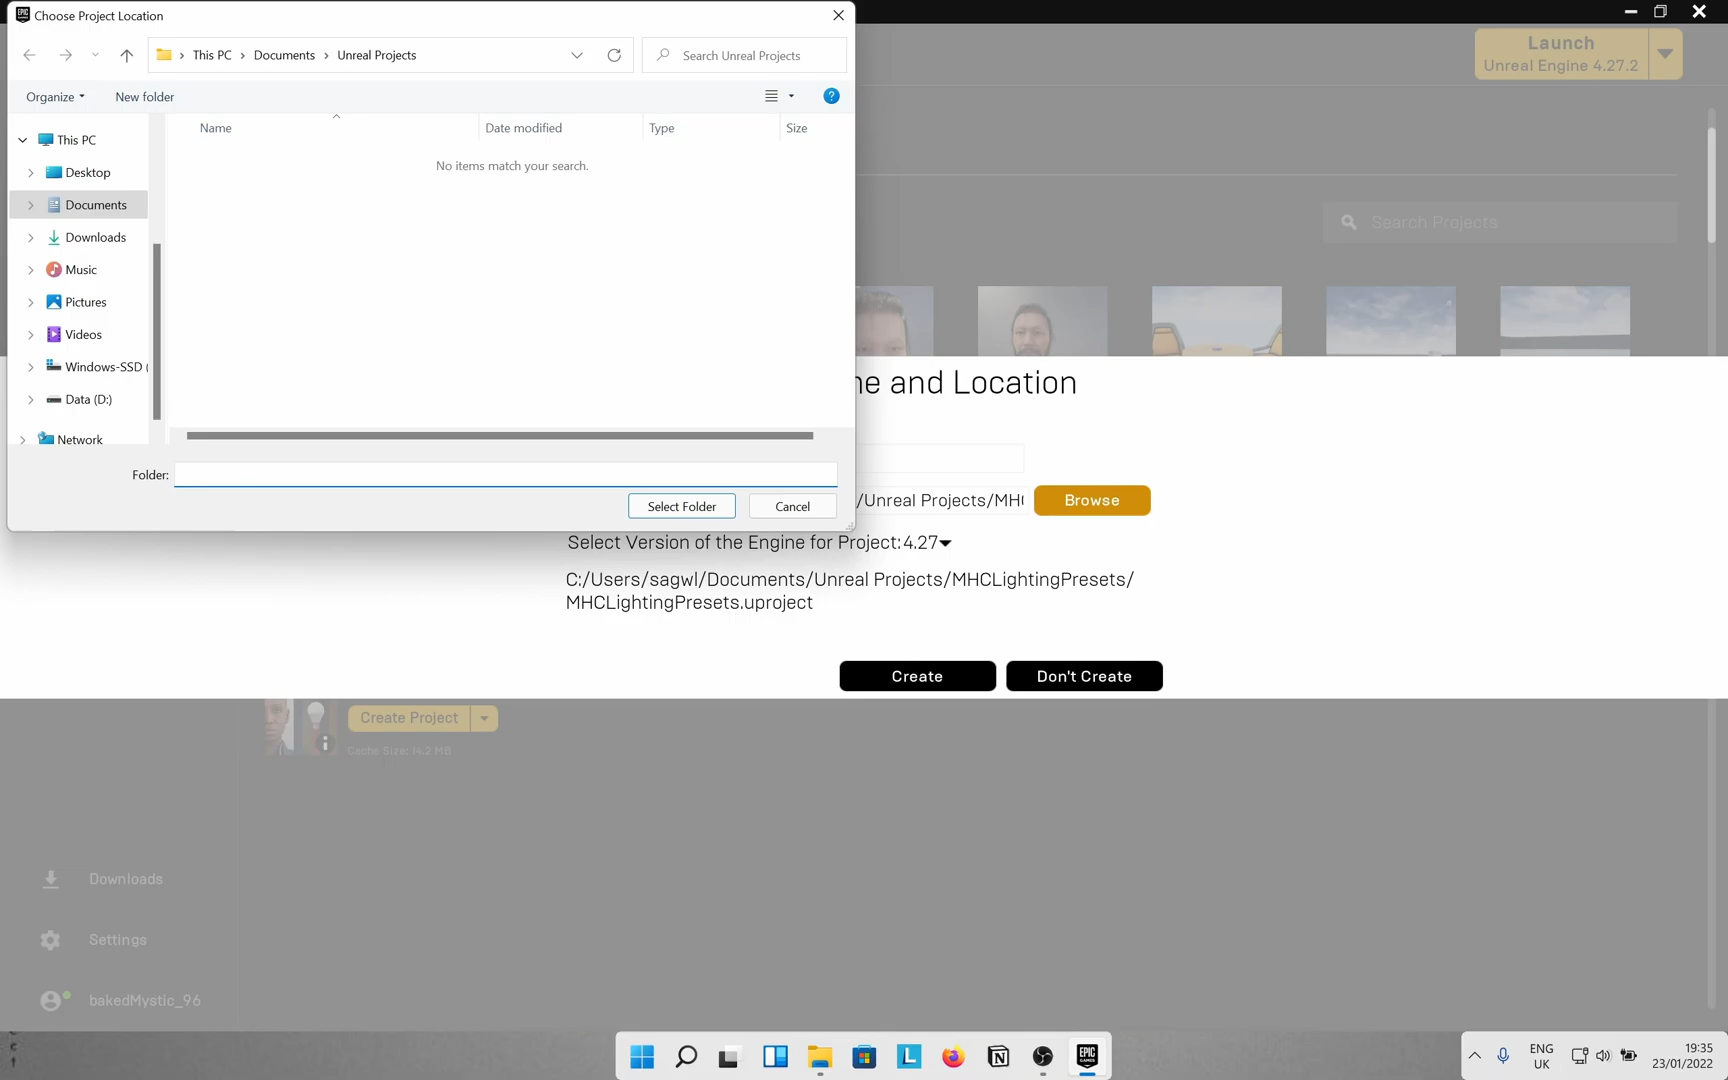 Choose Project Location
This PC
Documents
Unreal Projects
Search Unreal Projects
Organize
New folder
?
Name
Date modified
Type
Size
No items match your search.
This PC
Desktop
Documents
Downloads
Music
Pictures
Videos
Windows-SSD (
Data (D:)
Network
Folder:
Select Folder
Cancel
Launch
Unreal Engine 4.27.2
Search Projects
and Location
/Unreal Projects/MH
Browse
Select Version of the Engine for Project: 4.27
C:/Users/sagwl/Documents/Unreal Projects/MHCLightingPresets/
MHCLightingPresets.uproject
Create
Don't Create
Create Project
Cache Size: 14.2 MB
Downloads
Settings
bakedMystic_96
EPIC
GAMES
ENG
UK
19:35
23/01/2022